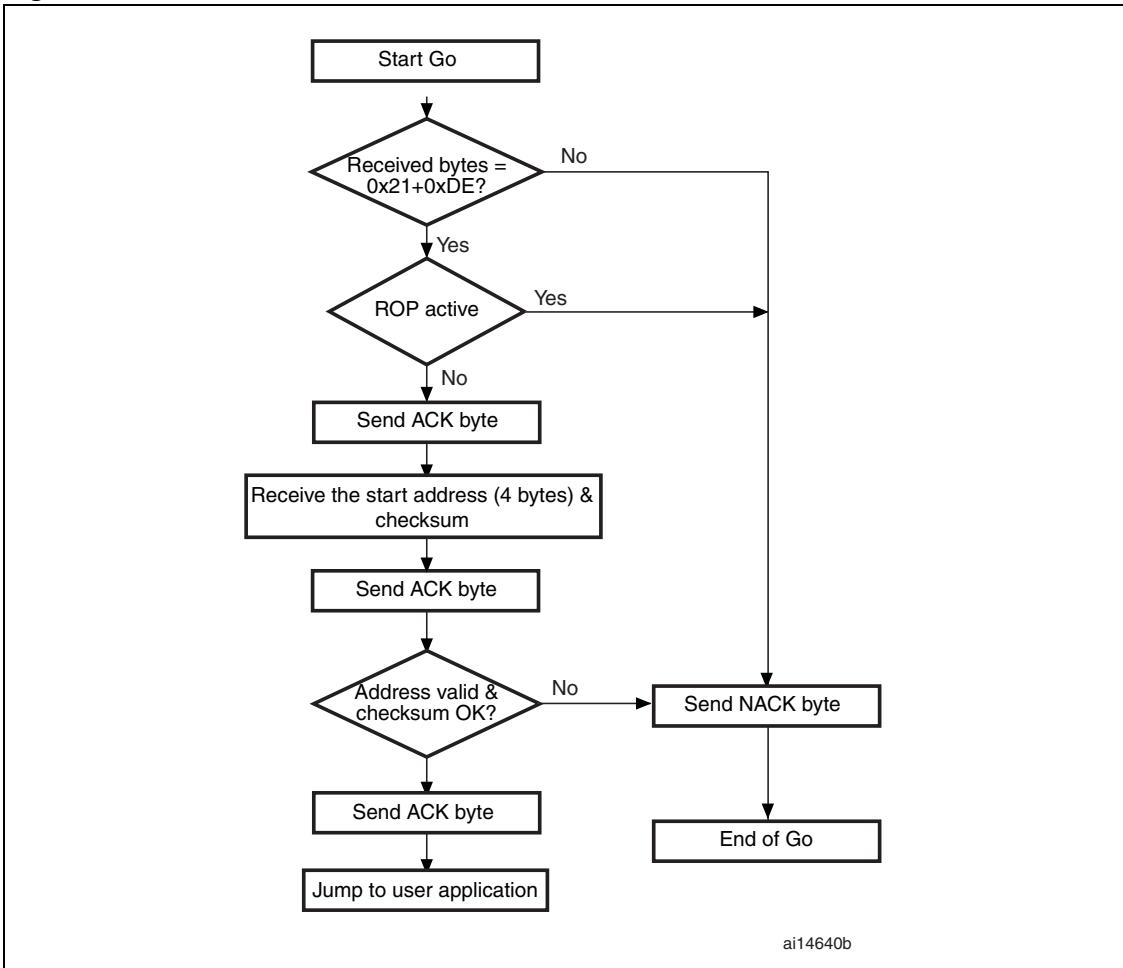 Start Go
Received bytes =
0x21+0xDE?
No
Yes
ROP active
Yes
No
Send ACK byte
Receive the start address (4 bytes) &
checksum
Send ACK byte
Address valid &
checksum OK?
No
Send NACK byte
Send ACK byte
End of Go
Jump to user application
ai14640b